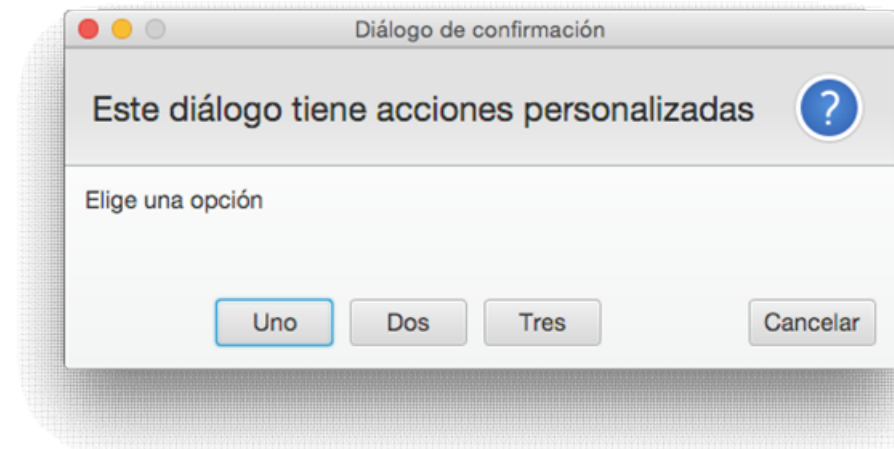 Diálogo de confirmación
Este diálogo tiene acciones personalizadas
?
Elige una opción
Uno Dos Tres Cancelar